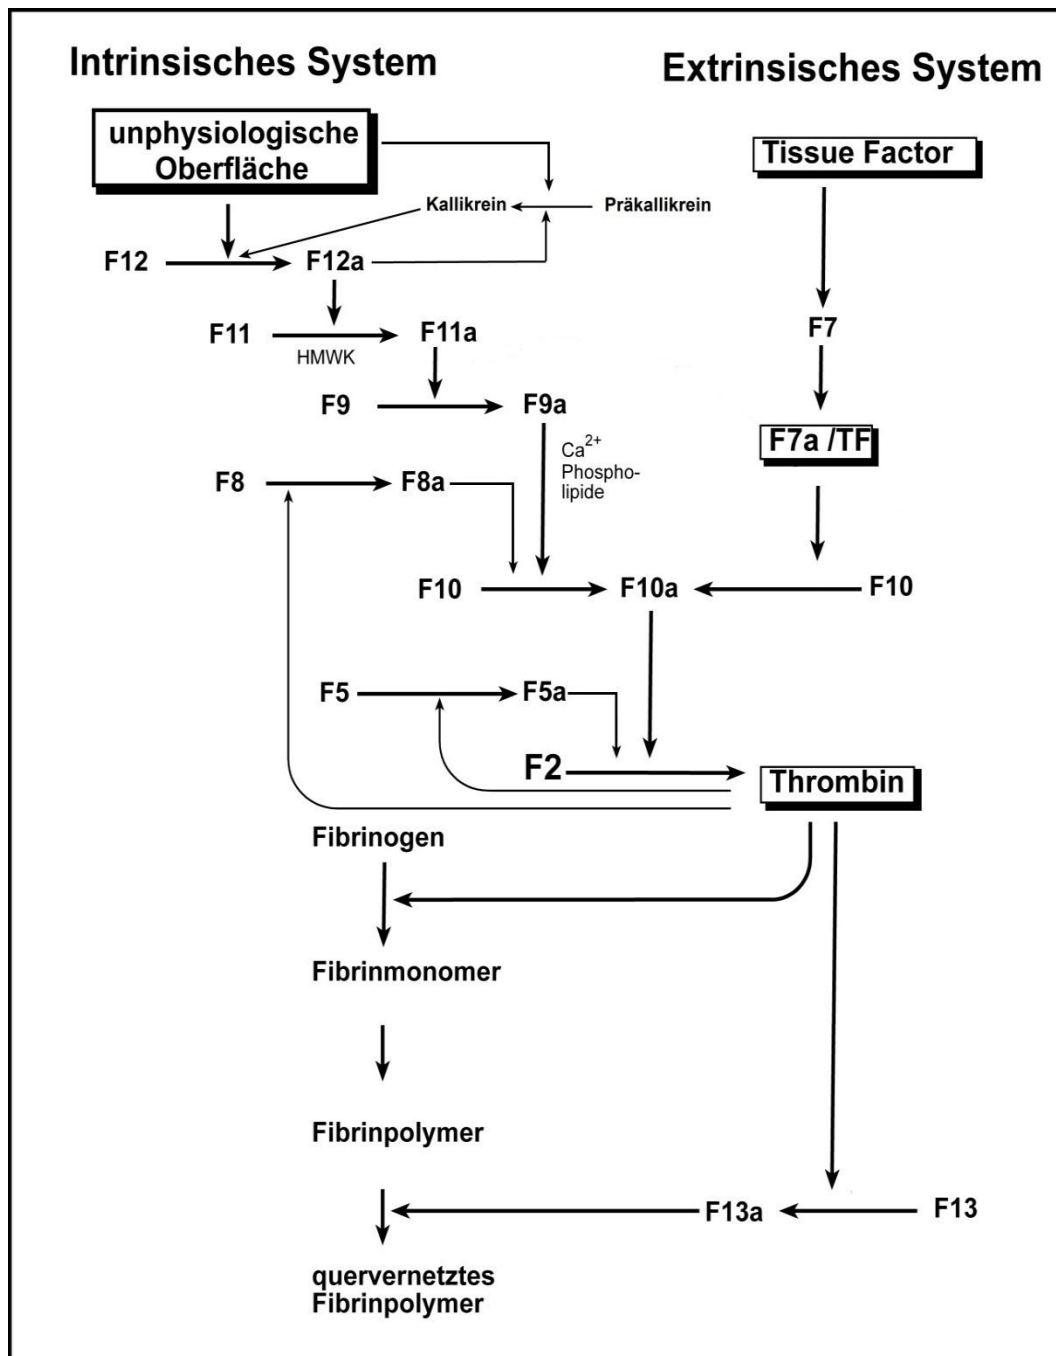 Intrinsisches System
Extrinsisches System
unphysiologische
Oberfläche
Tissue Factor
Kallikrein
Präkallikrein
F12
F12a
F11
HMWK
F11a
F7
F9
F9a
Ca2+
Phospho-
lipide
F7a /TF
F8
F8a
F10
F10a
F10
F5
F5a
F2
Thrombin
Fibrinogen
Fibrinmonomer
Fibrinpolymer
F13a
F13
quervernetztes
Fibrinpolymer